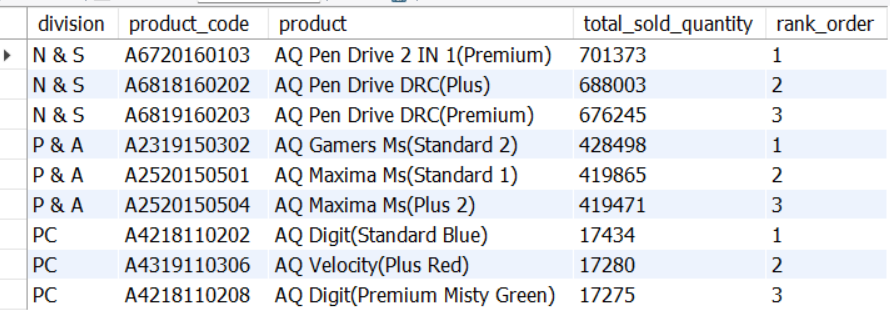 division product_code product total_sold_quantity rank_order
N & S A6720160103 AQ Pen Drive 2 IN 1(Premium) 701373 1
N & S A6818160202 AQ Pen Drive DRC(Plus) 688003 2
N & S A6819160203 AQ Pen Drive DRC(Premium) 676245 3
P & A A2319150302 AQ Gamers Ms(Standard 2) 428498 1
P & A A2520150501 AQ Maxima Ms(Standard 1) 419865 2
P & A A2520150504 AQ Maxima Ms(Plus 2) 419471 3
PC A4218110202 AQ Digit(Standard Blue) 17434 1
PC A4319110306 AQ Velocity(Plus Red) 17280 2
PC A4218110208 AQ Digit(Premium Misty Green) 17275 3